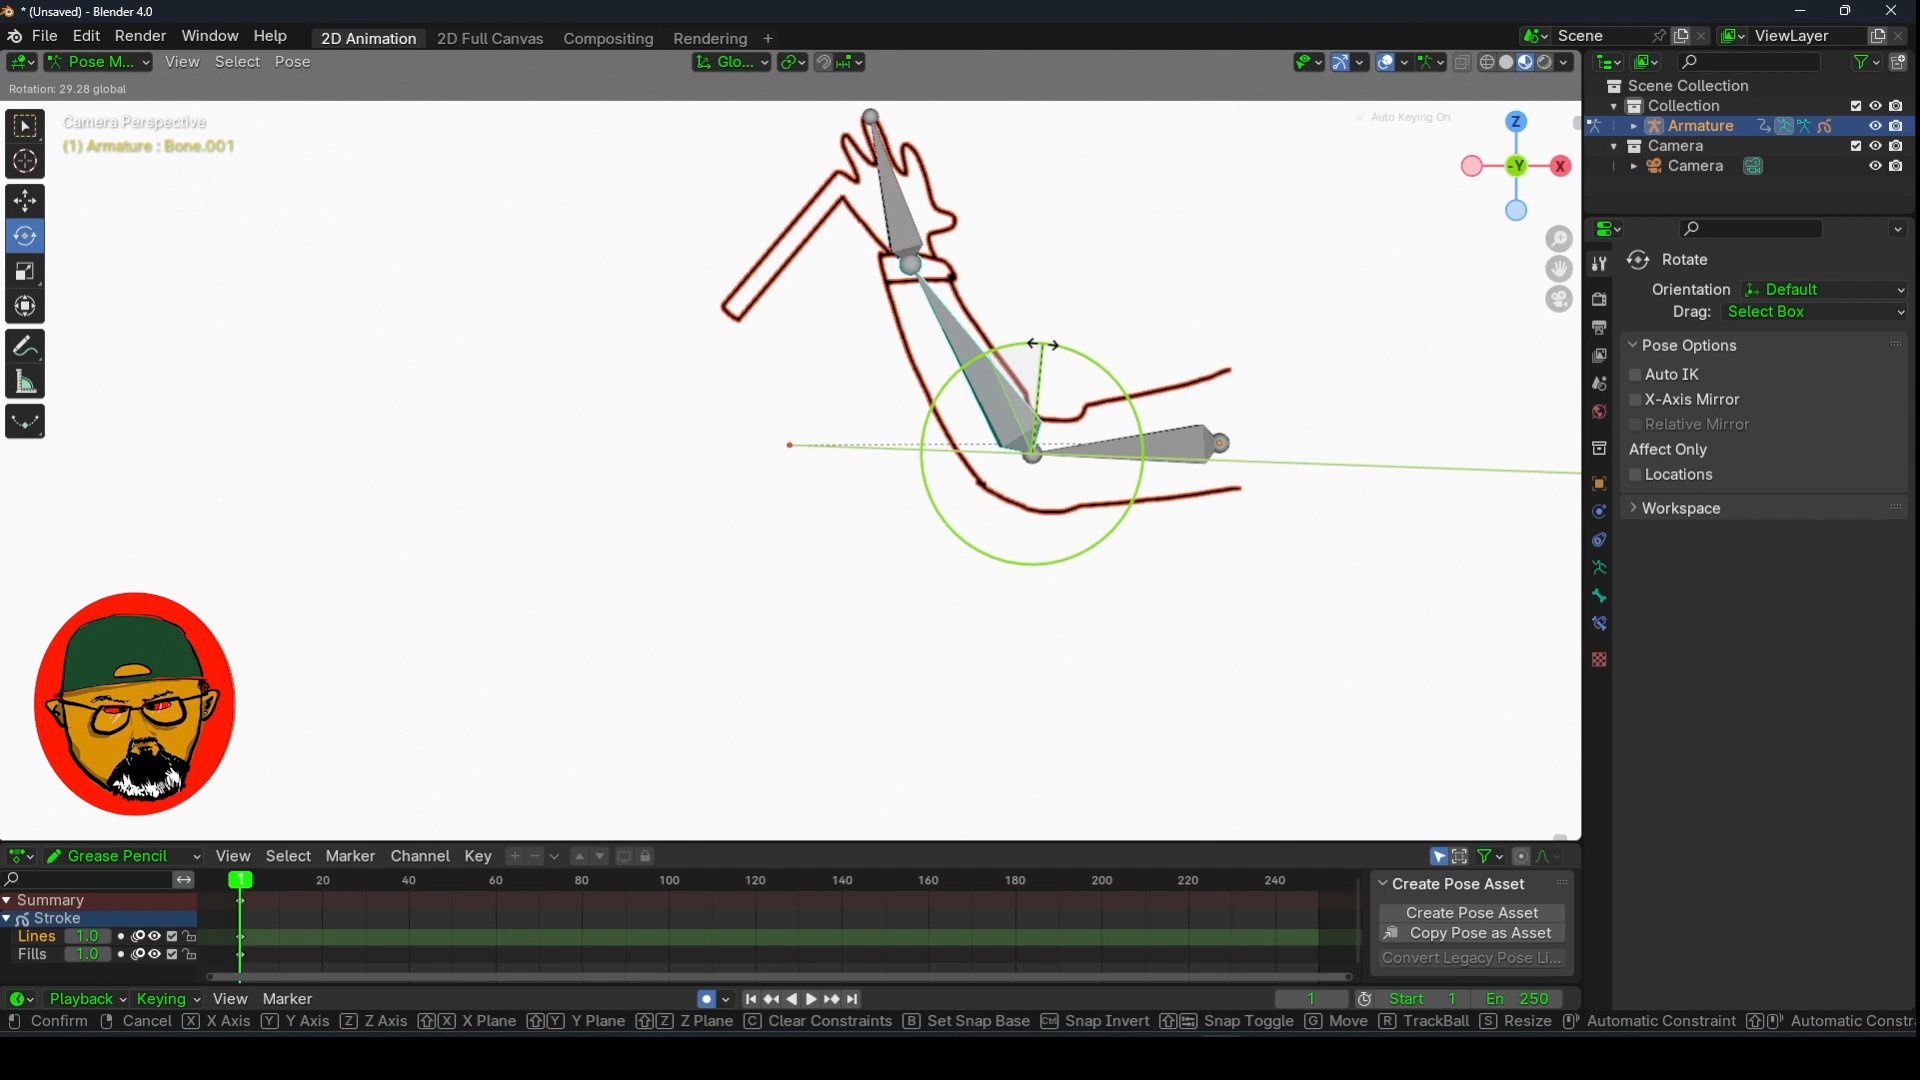 * (Unsaved) - Blender 4.0
File Edit Render Window Help 2D Animation 2D Full Canvas Compositing Rendering + Scene ViewLayer
Pose M... View Select Pose Glo...
Rotation: 29.28 global
Camera Perspective
(1) Armature : Bone.001
Auto Keying On
Z
-Y X
Scene Collection
Collection
Armature
Camera
Camera
Rotate
Orientation Default
Drag: Select Box
Pose Options
Auto IK
X-Axis Mirror
Relative Mirror
Affect Only
Locations
Workspace
Grease Pencil View Select Marker Channel Key
1 20 40 60 80 100 120 140 160 180 200 220 240
Summary
Stroke
Lines 1.0
Fills 1.0
Create Pose Asset
Create Pose Asset
Copy Pose as Asset
Convert Legacy Pose Li...
Playback Keying View Marker 1 Start 1 En 250
Confirm Cancel X X Axis Y Y Axis Z Z Axis X X Plane Y Y Plane Z Z Plane C Clear Constraints B Set Snap Base Ctrl Snap Invert Snap Toggle G Move R TrackBall S Resize Automatic Constraint Automatic Constr